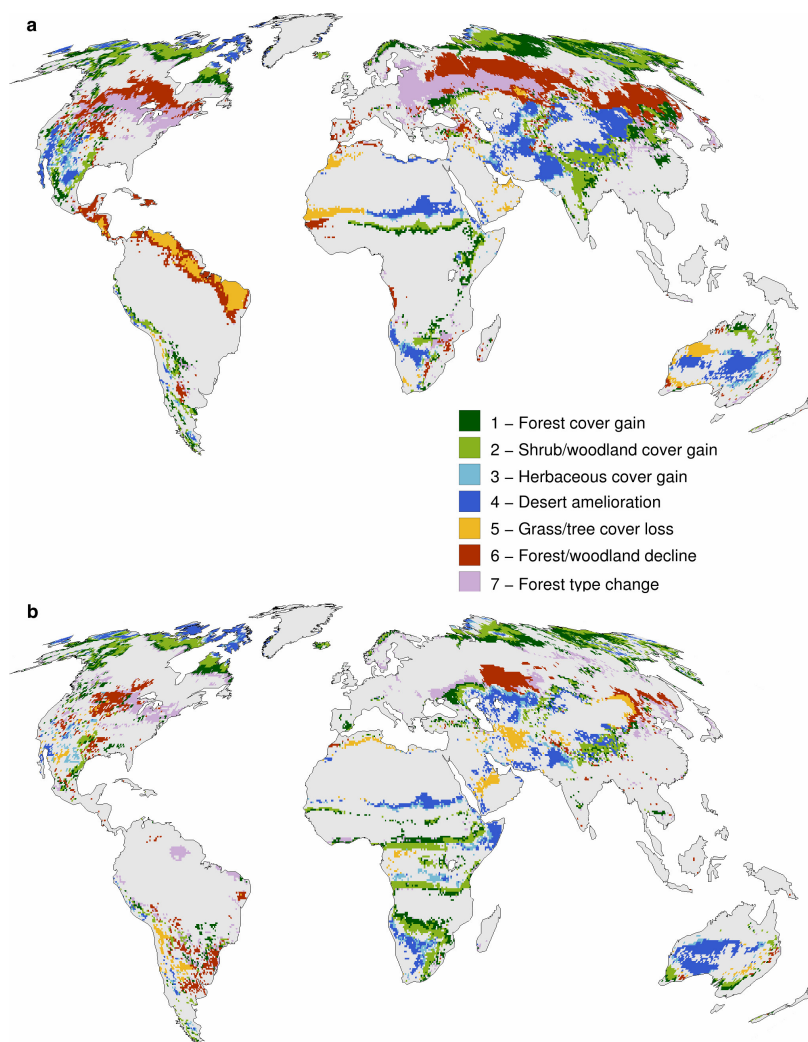 a
1 − Forest cover gain
2 − Shrub/woodland cover gain
3 − Herbaceous cover gain
4 − Desert amelioration
5 − Grass/tree cover loss
6 − Forest/woodland decline
7 − Forest type change
b